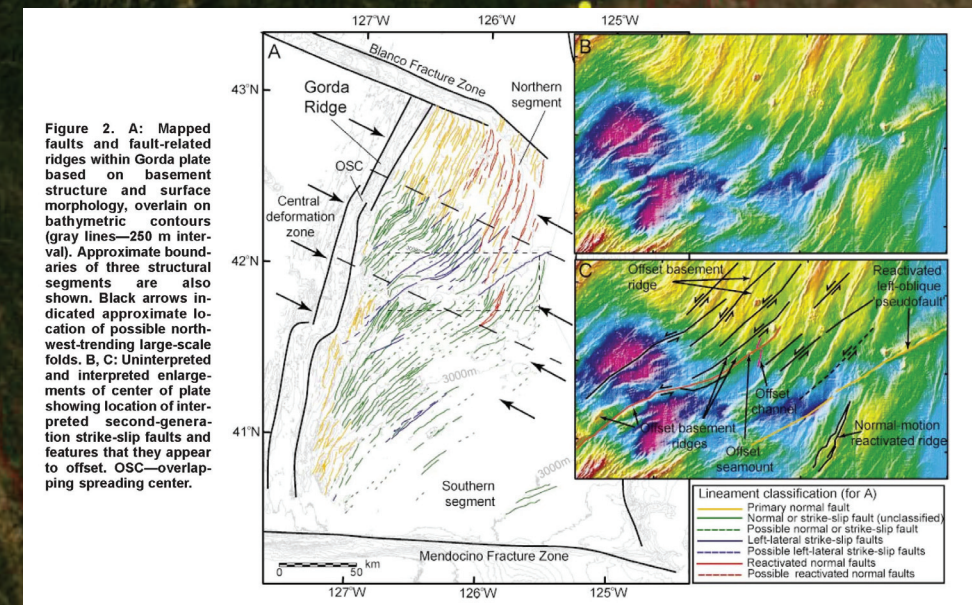 Figure 2. A: Mapped
faults and fault-related
ridges within Gorda plate
based on basement
structure and surface
morphology, overlain on
bathymetric contours
(gray lines—250 m inter-
val). Approximate bound-
aries of three structural
segments are also
shown. Black arrows in-
dicated approximate lo-
cation of possible north-
west-trending large-scale
folds. B, C: Uninterpreted
and interpreted enlarge-
ments of center of plate
showing location of inter-
preted second-genera-
tion strike-slip faults and
features that they appear
to offset. OSC—overlap-
ping spreading center.
127°W 126°W 125°W
A
Blanco Fracture Zone
43°N
Gorda
Ridge
Northern
segment
OSC
Central
deformation
zone
42°N
3000m
41°N
3000m
Southern
segment
Mendocino Fracture Zone
0 50 km
127°W 126°W 125°W
B
C
Offset basement
ridge
Reactivated
left-oblique
'pseudofault'
Offset
channel
Offset basement
ridges
Offset
seamount
Normal-motion
reactivated ridge
Lineament classification (for A)
Primary normal fault
Normal or strike-slip fault (unclassified)
Possible normal or strike-slip fault
Left-lateral strike-slip faults
Possible left-lateral strike-slip faults
Reactivated normal faults
Possible reactivated normal faults